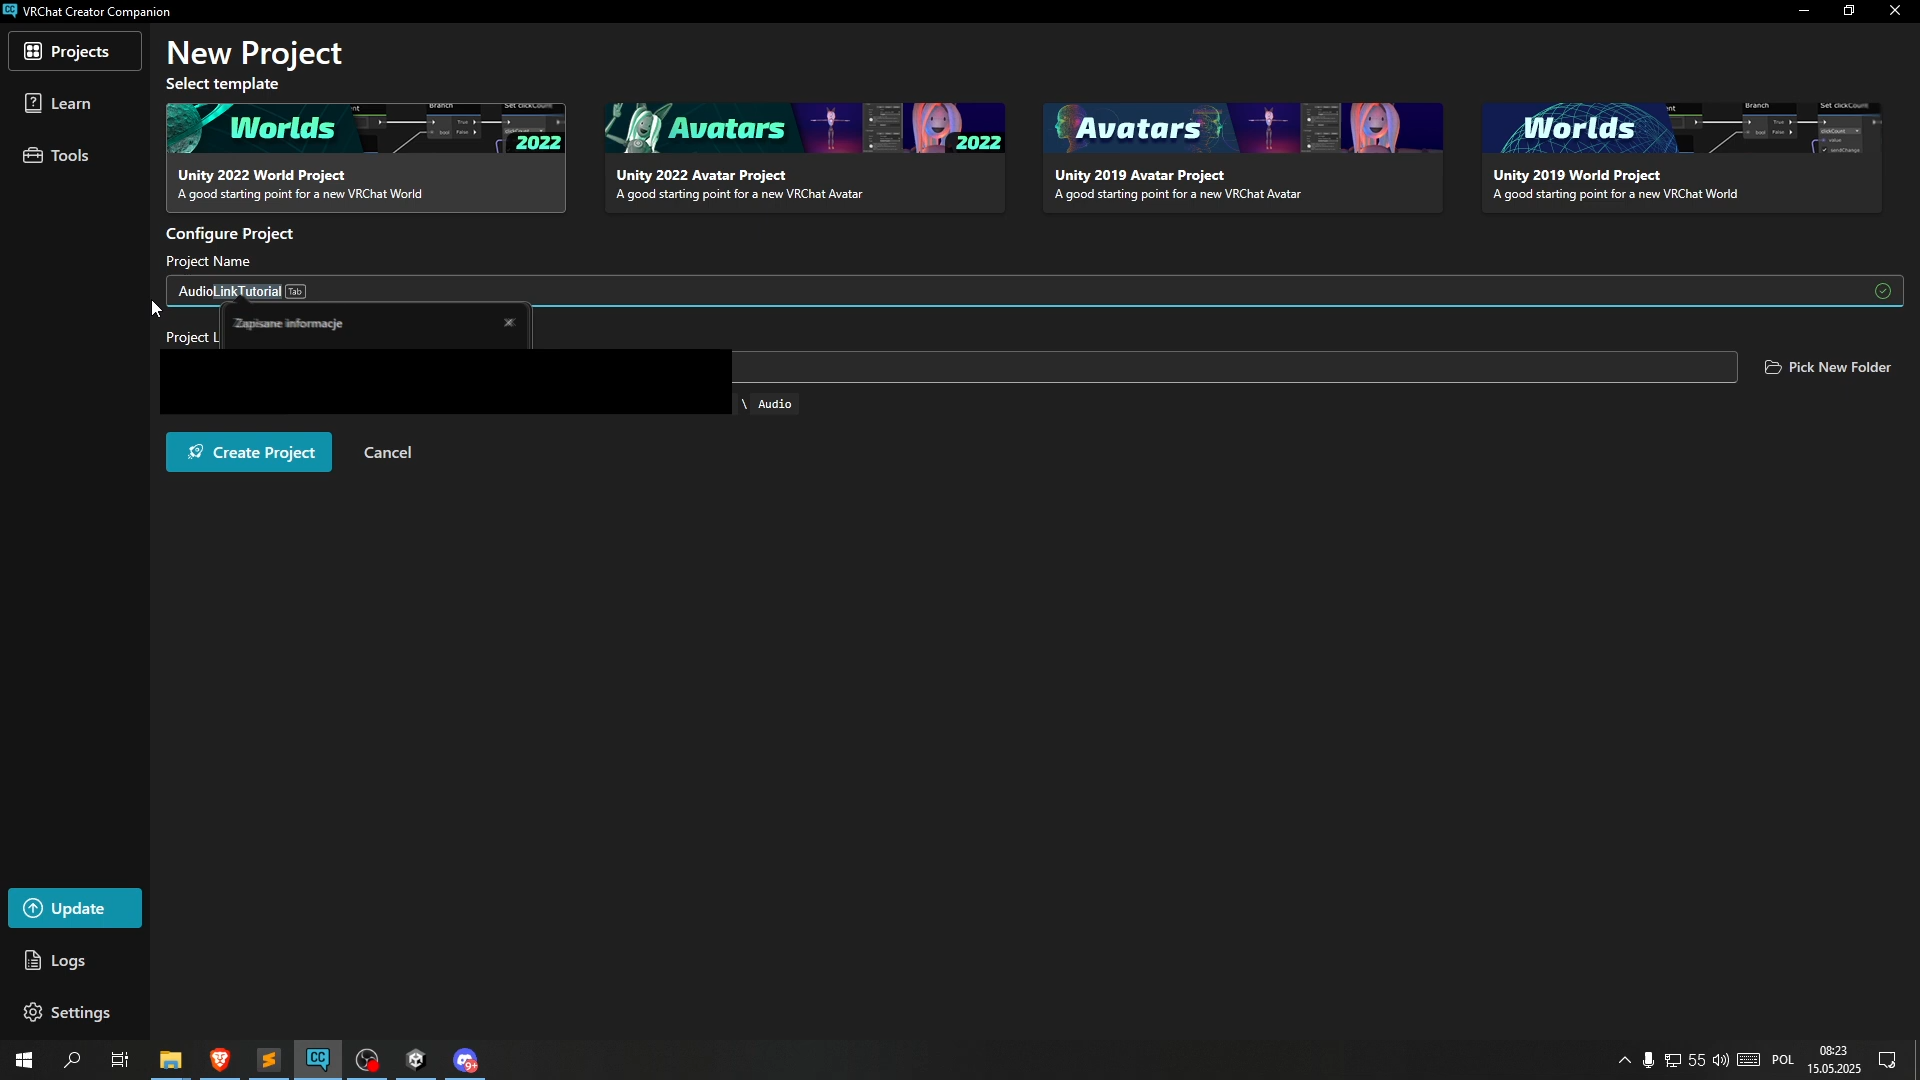 VRChat Creator Companion
Projects
Learn
Tools
New Project
Select template
Worlds
2022
Unity 2022 World Project
A good starting point for a new VRChat World
Avatars
2022
Unity 2022 Avatar Project
A good starting point for a new VRChat Avatar
Avatars
Unity 2019 Avatar Project
A good starting point for a new VRChat Avatar
Worlds
Unity 2019 World Project
A good starting point for a new VRChat World
Configure Project
Project Name
AudioLinkTutorial Tab
Zapisane informacje
Project L
Pick New Folder
\ Audio
Create Project
Cancel
Update
Logs
Settings
9+
55
POL
08:23
15.05.2025